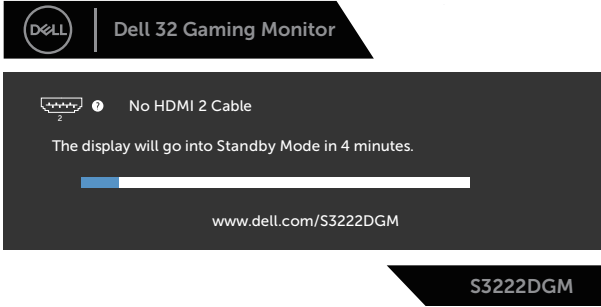 DELL
Dell 32 Gaming Monitor
? No HDMI 2 Cable
2
The display will go into Standby Mode in 4 minutes.
www.dell.com/S3222DGM
S3222DGM